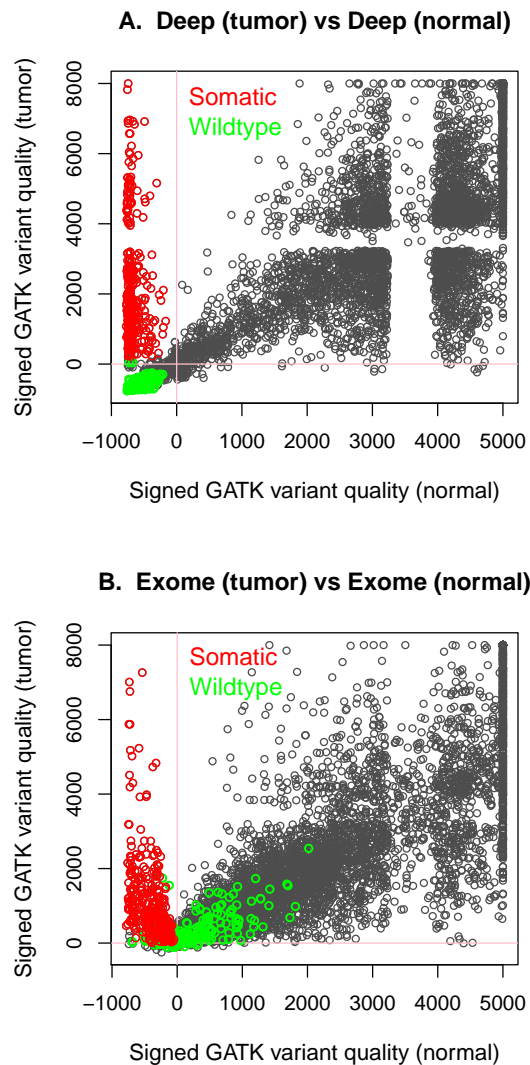 A. Deep (tumor) vs Deep (normal)
Signed GATK variant quality (tumor)
8000
6000
4000
2000
0
Somatic
Wildtype
−1000 0 1000 2000 3000 4000 5000
Signed GATK variant quality (normal)
B. Exome (tumor) vs Exome (normal)
Signed GATK variant quality (tumor)
8000
6000
4000
2000
0
Somatic
Wildtype
−1000 0 1000 2000 3000 4000 5000
Signed GATK variant quality (normal)